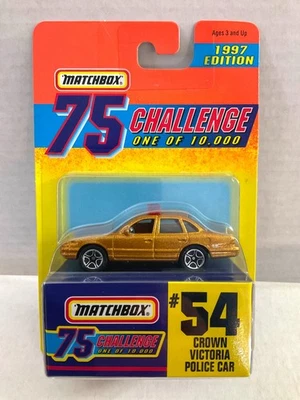 Ages 3 and Up
1997
EDITION
MATCHBOX
75 CHALLENGE
ONE OF 10,000
MATCHBOX
75 CHALLENGE
ONE OF 10,000
#54
CROWN
VICTORIA
POLICE CAR